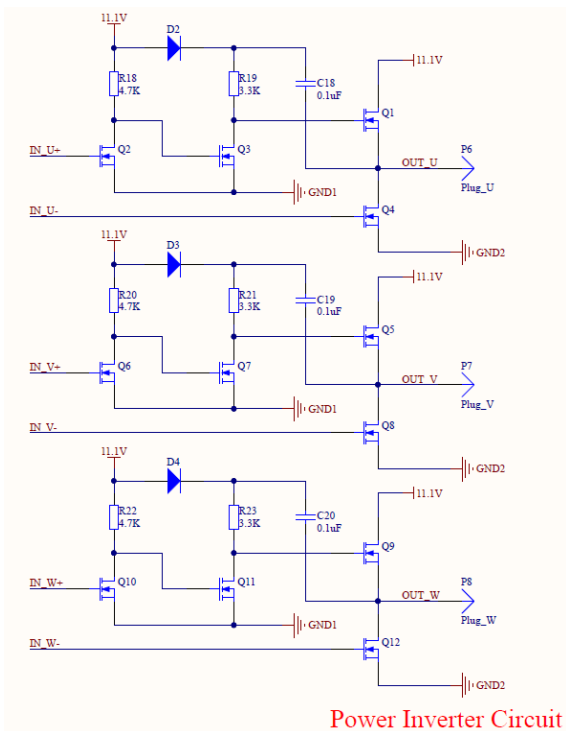 11.1V
D2
11.1V
R18
4.7K
R19
3.3K
C18
0.1uF
Q1
IN_U+
Q2
Q3
OUT_U
P6
Plug_U
GND1
IN_U-
Q4
GND2
11.1V
D3
11.1V
R20
4.7K
R21
3.3K
C19
0.1uF
Q5
IN_V+
Q6
Q7
OUT_V
P7
Plug_V
GND1
IN_V-
Q8
GND2
11.1V
D4
11.1V
R22
4.7K
R23
3.3K
C20
0.1uF
Q9
IN_W+
Q10
Q11
OUT_W
P8
Plug_W
GND1
IN_W-
Q12
GND2
Power Inverter Circuit